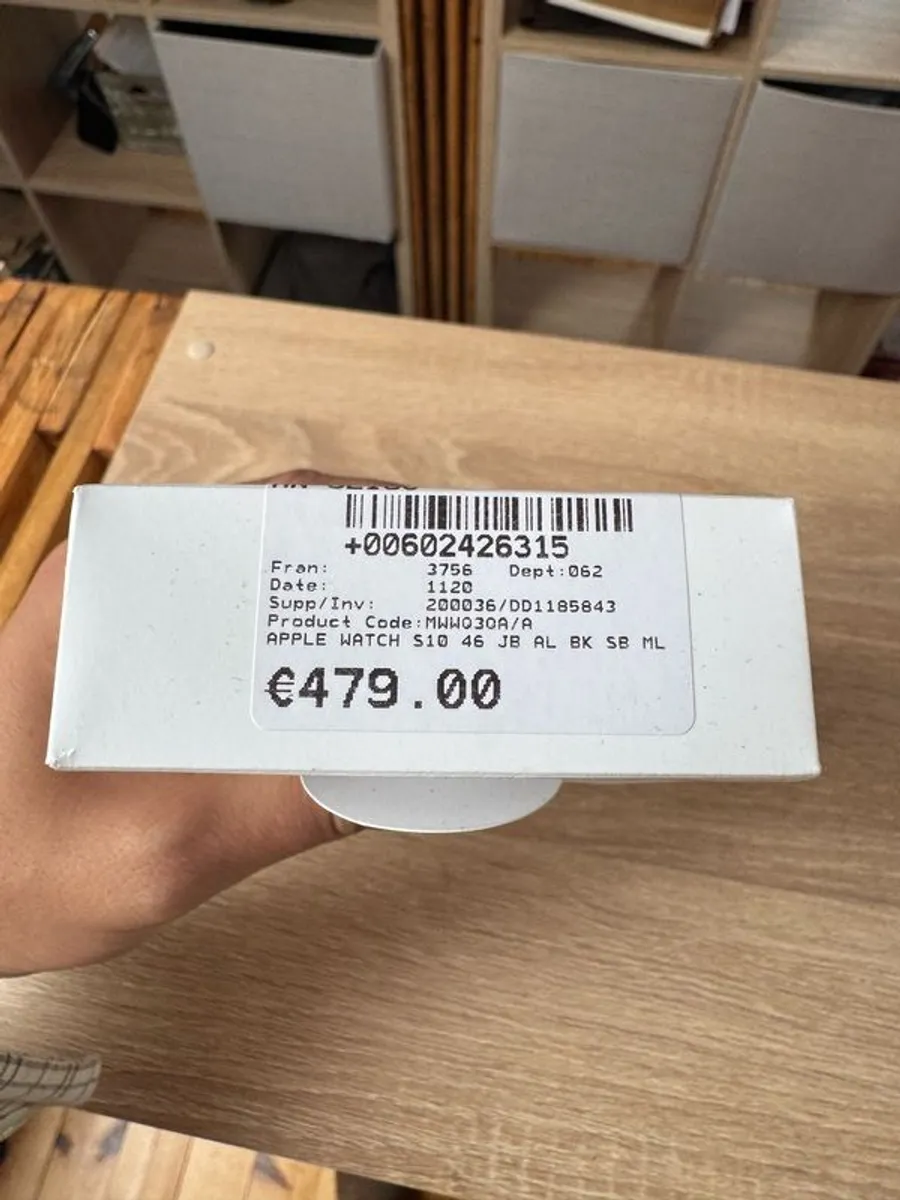 +00602426315
Fran: 3756 Dept:062
Date: 1120
Supp/Inv: 200036/DD1185843
Product Code:MWWQ3QA/A
APPLE WATCH S10 46 JB AL BK SB ML
€479.00